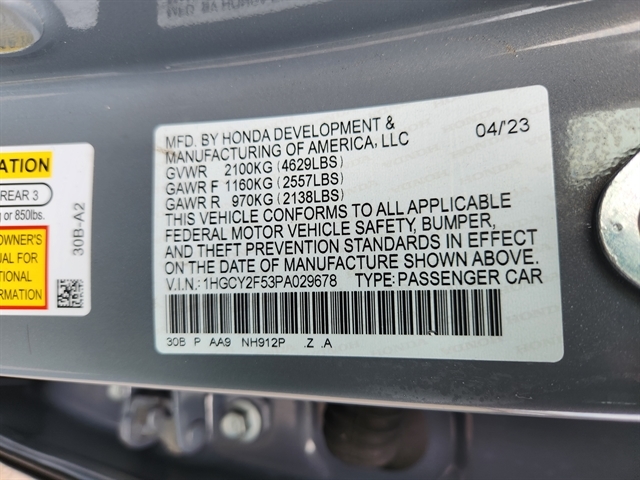 ATION
REAR 3
g or 850lbs.
OWNER'S
UAL FOR
TIONAL
ORMATION
30B-A2
MFD. BY HONDA DEVELOPMENT & 04/'23
MANUFACTURING OF AMERICA, LLC
GVWR 2100KG (4629LBS)
GAWR F 1160KG (2557LBS)
GAWR R 970KG (2138LBS)
THIS VEHICLE CONFORMS TO ALL APPLICABLE
FEDERAL MOTOR VEHICLE SAFETY, BUMPER,
AND THEFT PREVENTION STANDARDS IN EFFECT
ON THE DATE OF MANUFACTURE SHOWN ABOVE.
V.I.N.: 1HGCY2F53PA029678 TYPE: PASSENGER CAR
30B P AA9 NH912P .Z .A